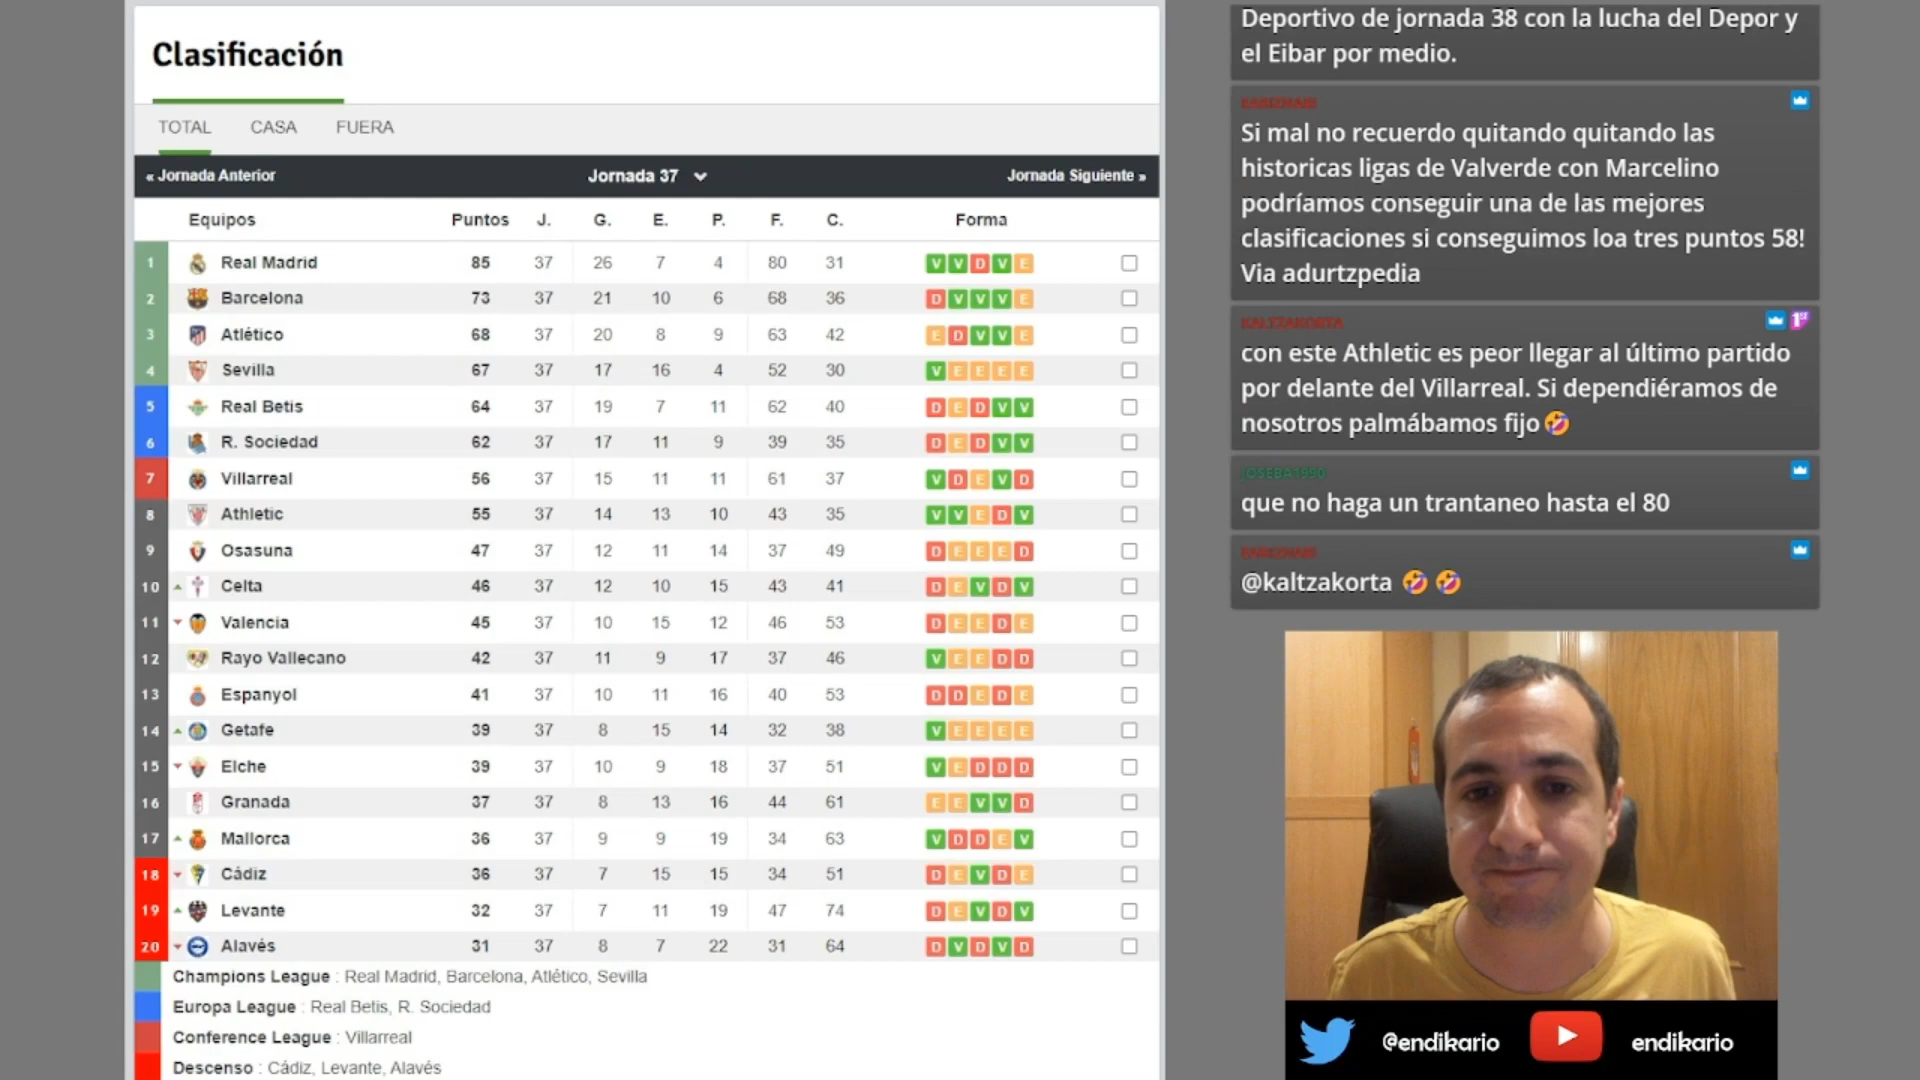 Clasificación
TOTAL CASA FUERA
« Jornada Anterior Jornada 37 Jornada Siguiente »
Equipos Puntos J. G. E. P. F. C. Forma
1 Real Madrid 85 37 26 7 4 80 31 V V D V E
2 Barcelona 73 37 21 10 6 68 36 D V V V E
3 Atlético 68 37 20 8 9 63 42 E D V V E
4 Sevilla 67 37 17 16 4 52 30 V E E E E
5 Real Betis 64 37 19 7 11 62 40 D E D V V
6 R. Sociedad 62 37 17 11 9 39 35 D E D V V
7 Villarreal 56 37 15 11 11 61 37 V D E V D
8 Athletic 55 37 14 13 10 43 35 V V E D V
9 Osasuna 47 37 12 11 14 37 49 D E E E D
10 Celta 46 37 12 10 15 43 41 D E V D V
11 Valencia 45 37 10 15 12 46 53 D E E D E
12 Rayo Vallecano 42 37 11 9 17 37 46 V E E D D
13 Espanyol 41 37 10 11 16 40 53 D D E D E
14 Getafe 39 37 8 15 14 32 38 V E E E E
15 Elche 39 37 10 9 18 37 51 V E D D D
16 Granada 37 37 8 13 16 44 61 E E V V D
17 Mallorca 36 37 9 9 19 34 63 V D D E V
18 Cádiz 36 37 7 15 15 34 51 D E V D E
19 Levante 32 37 7 11 19 47 74 D E V D V
20 Alavés 31 37 8 7 22 31 64 D V D V D
Champions League : Real Madrid, Barcelona, Atlético, Sevilla
Europa League : Real Betis, R. Sociedad
Conference League : Villarreal
Descenso : Cádiz, Levante, Alavés
Deportivo de jornada 38 con la lucha del Depor y
el Eibar por medio.
Si mal no recuerdo quitando quitando las
historicas ligas de Valverde con Marcelino
podríamos conseguir una de las mejores
clasificaciones si conseguimos loa tres puntos 58!
Via adurtzpedia
KALTZAKORTA
con este Athletic es peor llegar al último partido
por delante del Villarreal. Si dependiéramos de
nosotros palmábamos fijo🤣
JOSEBA1990
que no haga un trantaneo hasta el 80
@kaltzakorta 🤣 🤣
@endikario endikario